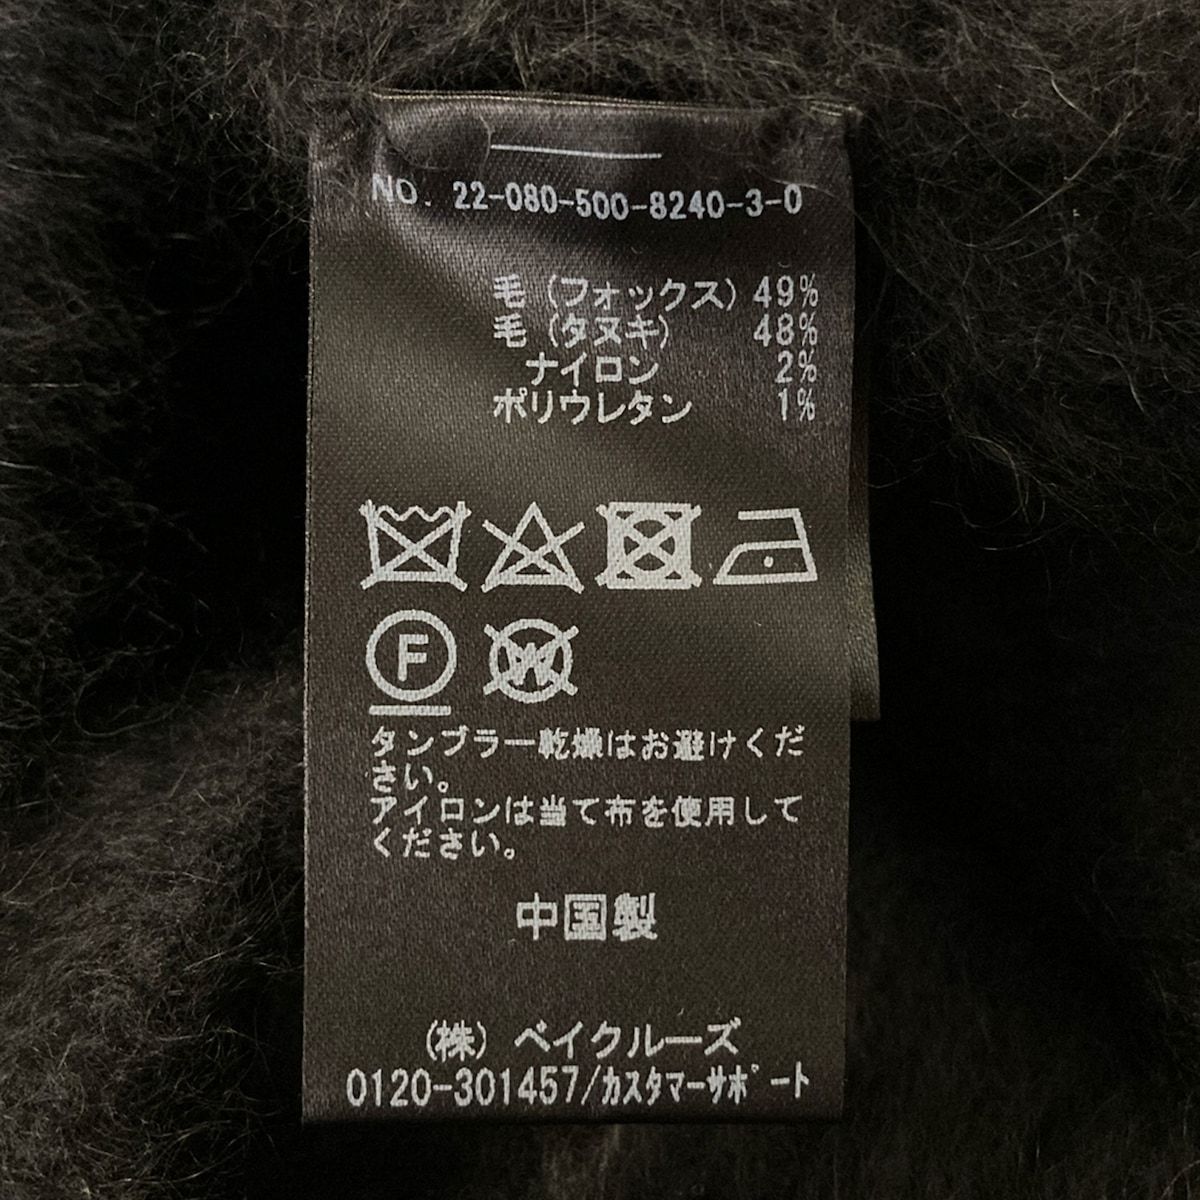 NO. 22-080-500-8240-3-0
毛(フォックス) 49%
毛(タヌキ) 48%
ナイロン 2%
ポリウレタン 1%
F
W
タンブラー乾燥はお避けくだ
さい。
アイロンは当て布を使用して
ください。
中国製
(株) ベイクルーズ
0120-301457/カスタマーサポート